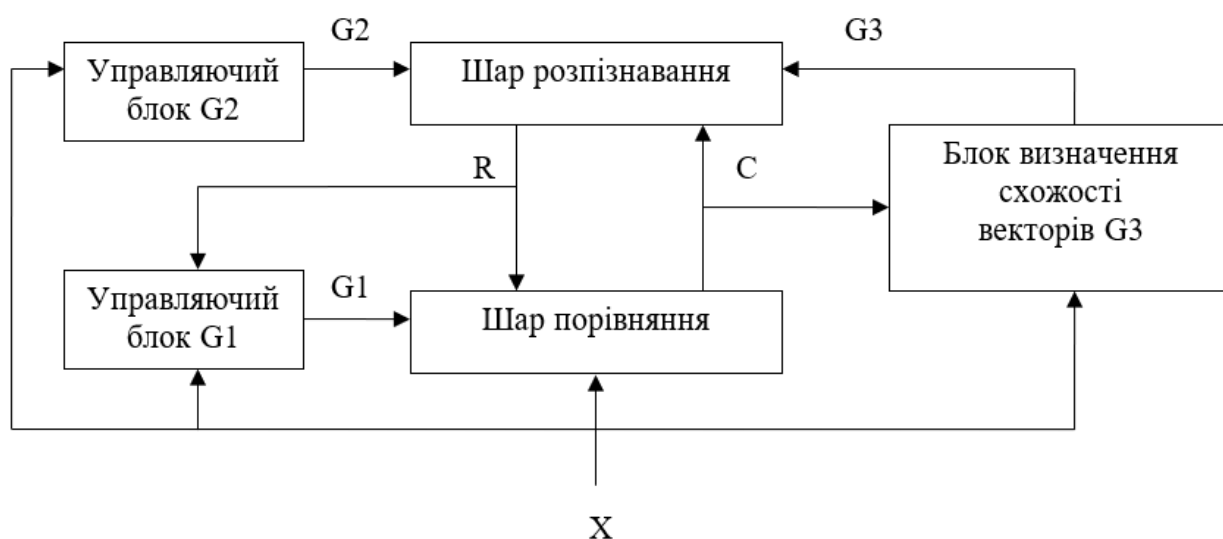 G2
G3
Управляючий
блок G2
Шар розпізнавання
Блок визначення
схожості
векторів G3
R
C
Управляючий
блок G1
G1
Шар порівняння
X